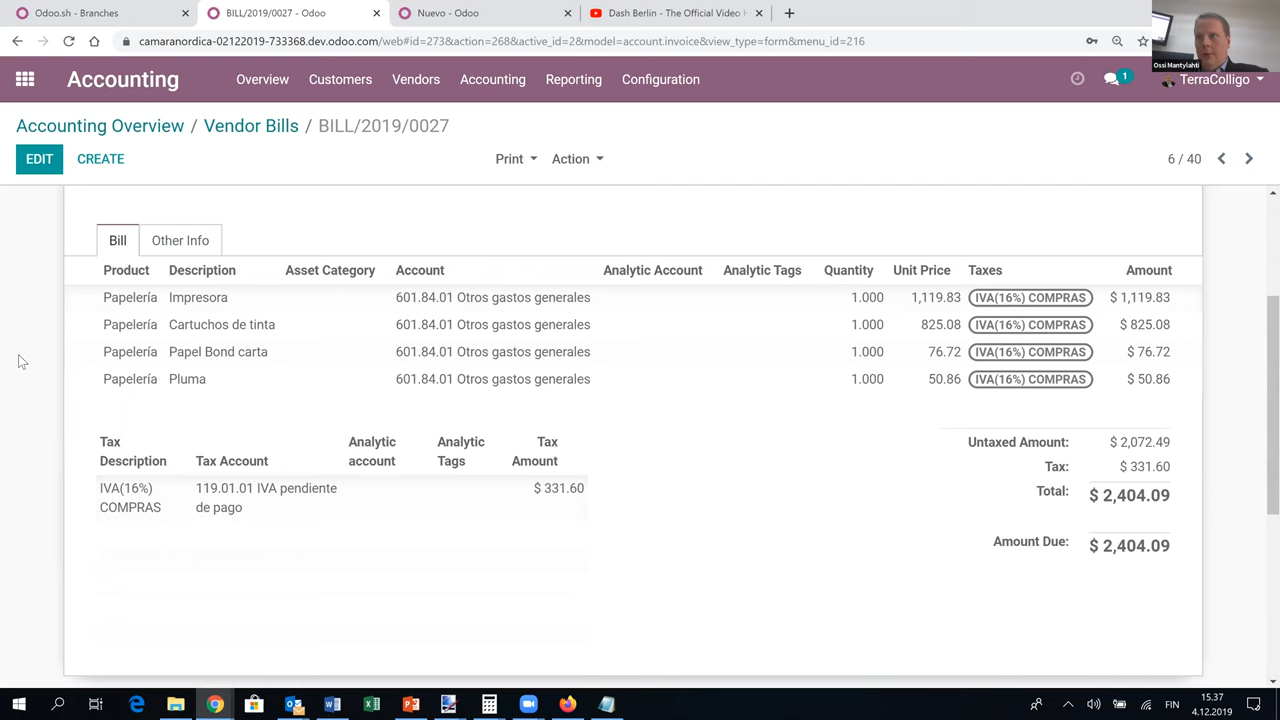 Odoo.sh - Branches
BILL/2019/0027 - Odoo
Nuevo - Odoo
Dash Berlin - The Official Video H
camaranordica-02122019-733368.dev.odoo.com/web#id=273&action=268&active_id=2&model=account.invoice&view_type=form&menu_id=216
Ossi Mantylahti
Accounting
Overview
Customers
Vendors
Accounting
Reporting
Configuration
1
TerraColligo
Accounting Overview / Vendor Bills / BILL/2019/0027
EDIT
CREATE
Print
Action
6 / 40
Bill
Other Info
Product Description Asset Category Account Analytic Account Analytic Tags Quantity Unit Price Taxes Amount
Papelería Impresora 601.84.01 Otros gastos generales 1.000 1,119.83 IVA(16%) COMPRAS $ 1,119.83
Papelería Cartuchos de tinta 601.84.01 Otros gastos generales 1.000 825.08 IVA(16%) COMPRAS $ 825.08
Papelería Papel Bond carta 601.84.01 Otros gastos generales 1.000 76.72 IVA(16%) COMPRAS $ 76.72
Papelería Pluma 601.84.01 Otros gastos generales 1.000 50.86 IVA(16%) COMPRAS $ 50.86
Tax Description
Tax Account
Analytic account
Analytic Tags
Tax Amount
IVA(16%) COMPRAS
119.01.01 IVA pendiente de pago
$ 331.60
Untaxed Amount: $ 2,072.49
Tax: $ 331.60
Total: $ 2,404.09
Amount Due: $ 2,404.09
FIN
15.37
4.12.2019